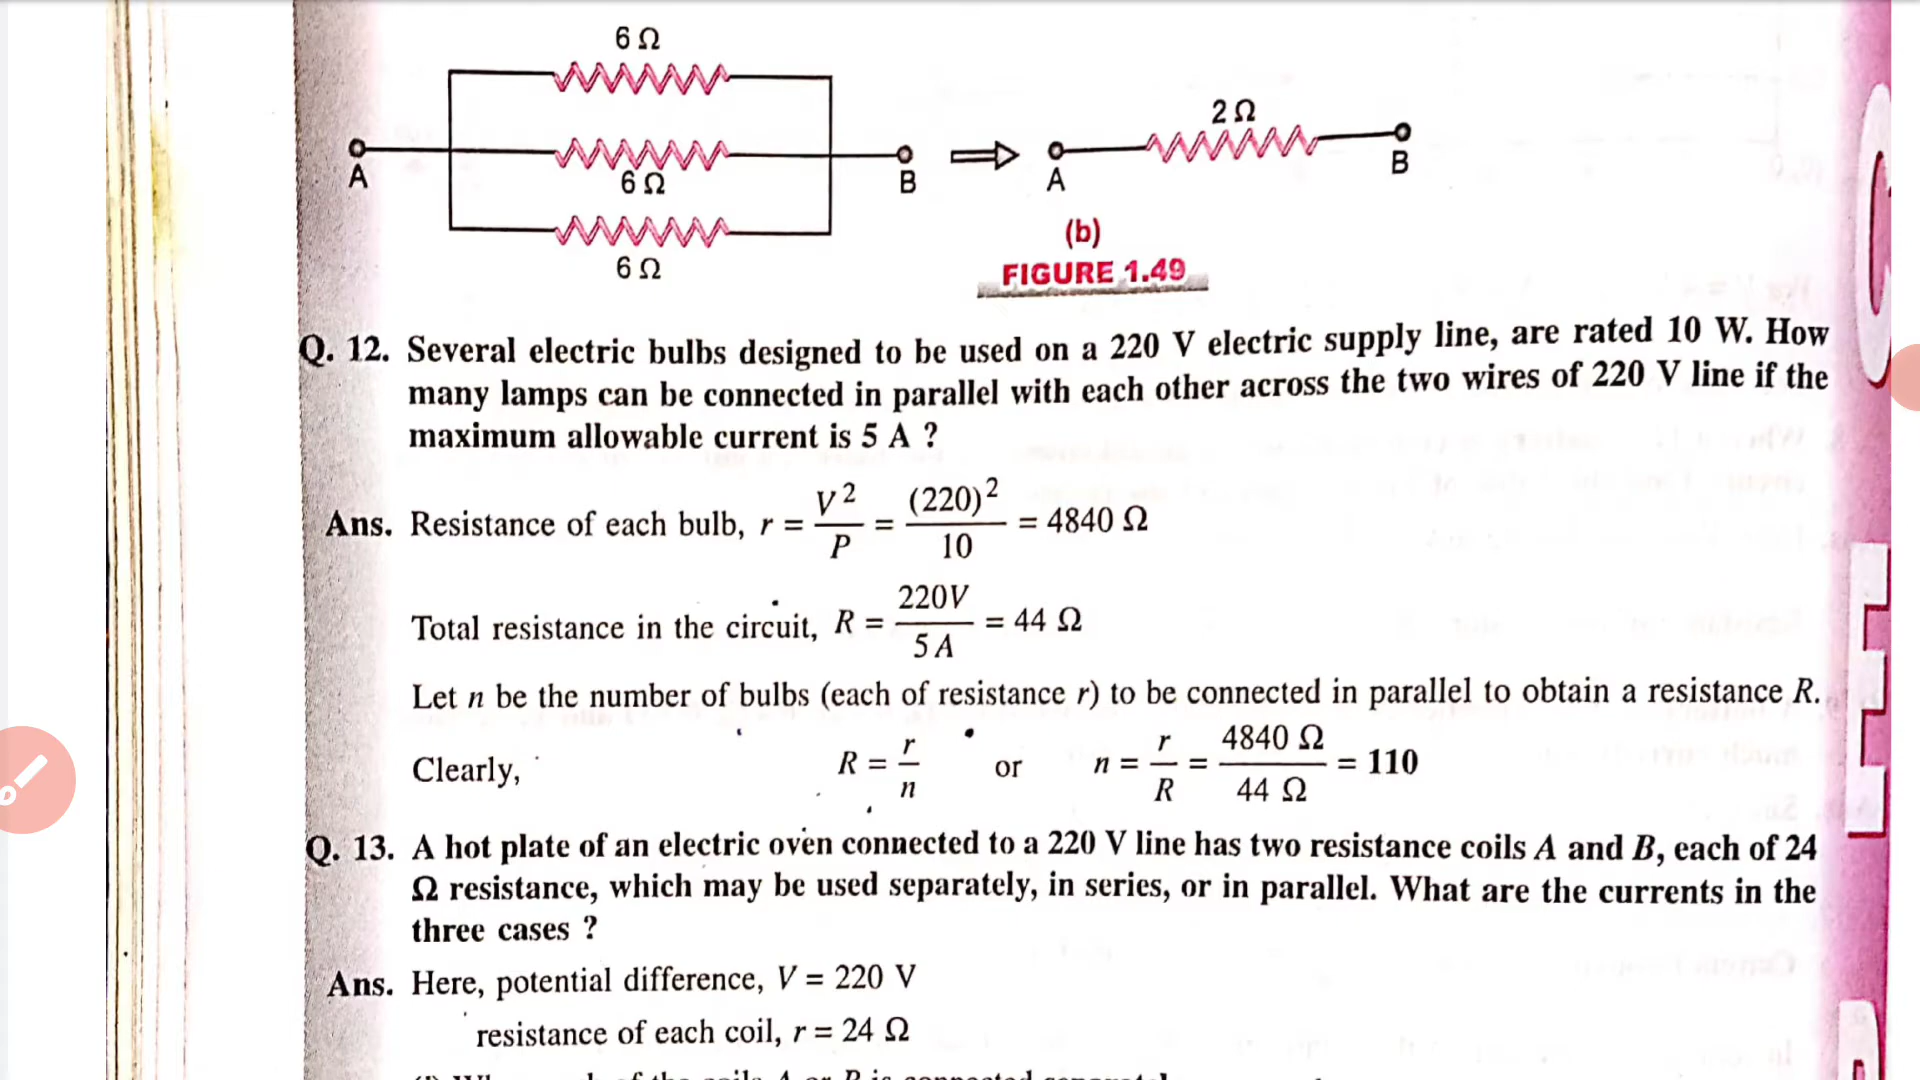 6 Ω
6 Ω
6 Ω
A
B
2 Ω
A
B
(b)
FIGURE 1.49
Q. 12. Several electric bulbs designed to be used on a 220 V electric supply line, are rated 10 W. How
many lamps can be connected in parallel with each other across the two wires of 220 V line if the
maximum allowable current is 5 A ?
Ans. Resistance of each bulb, r = V²/P = (220)²/10 = 4840 Ω
Total resistance in the circuit, R = 220V/5 A = 44 Ω
Let n be the number of bulbs (each of resistance r) to be connected in parallel to obtain a resistance R.
Clearly, R = r/n or n = r/R = 4840 Ω/44 Ω = 110
Q. 13. A hot plate of an electric oven connected to a 220 V line has two resistance coils A and B, each of 24
Ω resistance, which may be used separately, in series, or in parallel. What are the currents in the
three cases ?
Ans. Here, potential difference, V = 220 V
resistance of each coil, r = 24 Ω